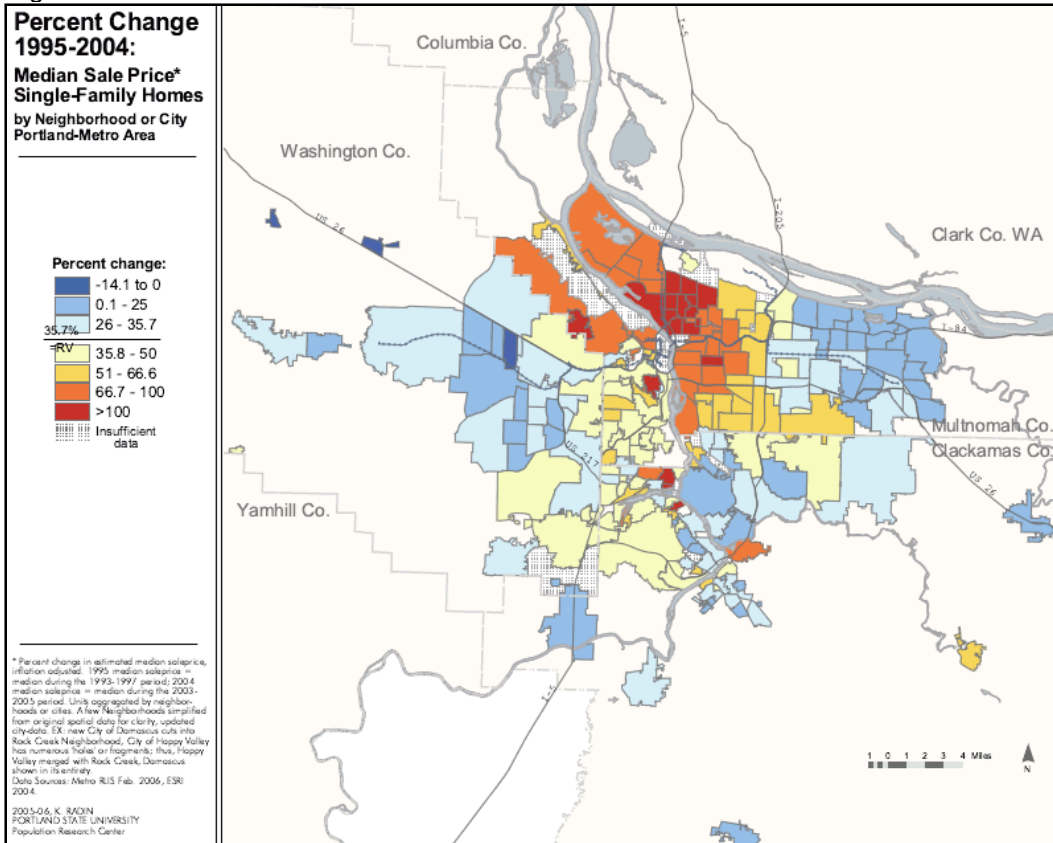 Percent Change
1995-2004:
Median Sale Price*
Single-Family Homes
by Neighborhood or City
Portland-Metro Area
Percent change:
-14.1 to 0
0.1 - 25
26 - 35.7
35.7%
=RV
35.8 - 50
51 - 66.6
66.7 - 100
>100
Insufficient
data
* Percent change in estimated median saleprice,
inflation adjusted. 1995 median saleprice =
median during the 1993-1997 period; 2004
median saleprice = median during the 2003-
2005 period. Units aggregated by neighbor-
hoods or cities. A few Neighborhoods simplified
from original spatial data for clarity, updated
city-data. EX: new City of Damascus cuts into
Rock Creek Neighborhood, City of Happy Valley
has numerous 'holes' or fragments; thus, Happy
Valley merged with Rock Creek, Damascus
shown in its entirety.
Data Sources: Metro RLIS Feb. 2006, ESRI
2004.
2005-06, K. RADIN
PORTLAND STATE UNIVERSITY
Population Research Center
Columbia Co.
I-5
Washington Co.
US 26
I-205
Clark Co. WA
I-84
Multnomah Co.
Clackamas Co.
US 217
US 26
Yamhill Co.
I-5
1 0 1 2 3 4 Miles
N